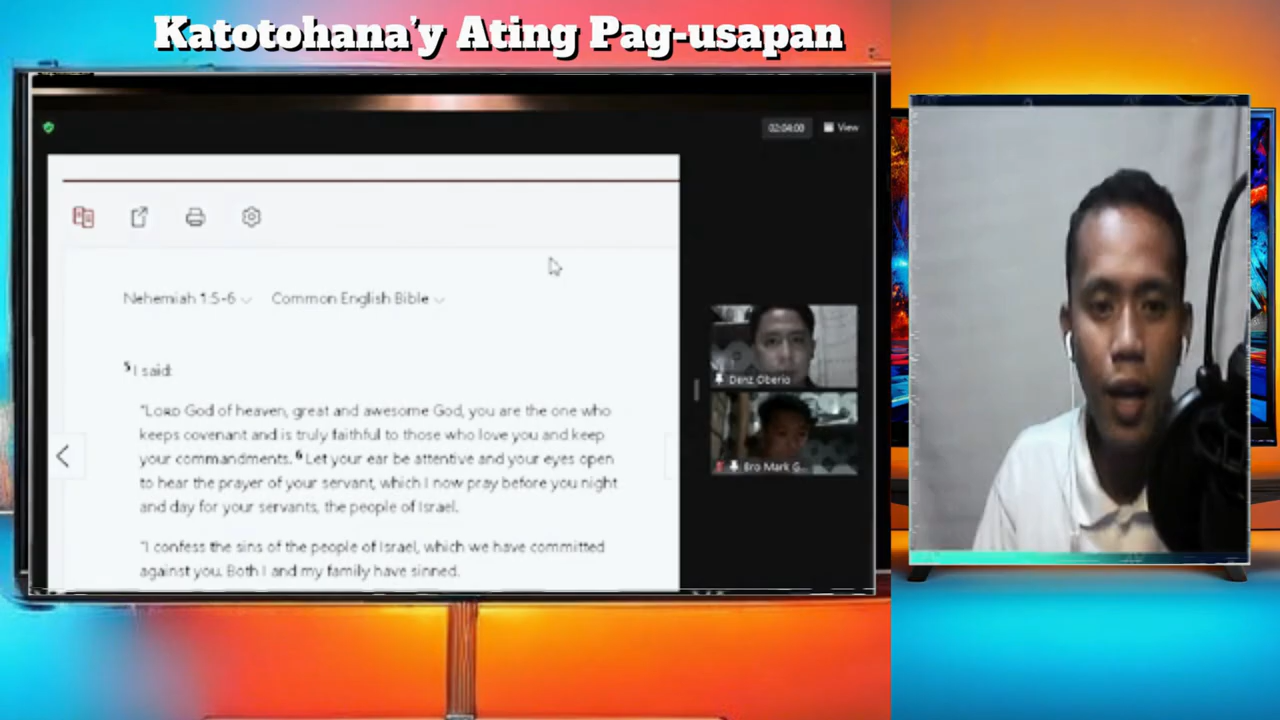 Katotohana'y Ating Pag-usapan
02:04:00 View
Nehemiah 1:5-6 Common English Bible
5 I said:
"LORD God of heaven, great and awesome God, you are the one who
keeps covenant and is truly faithful to those who love you and keep
your commandments. 6 Let your ear be attentive and your eyes open
to hear the prayer of your servant, which I now pray before you night
and day for your servants, the people of Israel.
"I confess the sins of the people of Israel, which we have committed
against you. Both I and my family have sinned.
Denz Oberio
Bro Mark G...